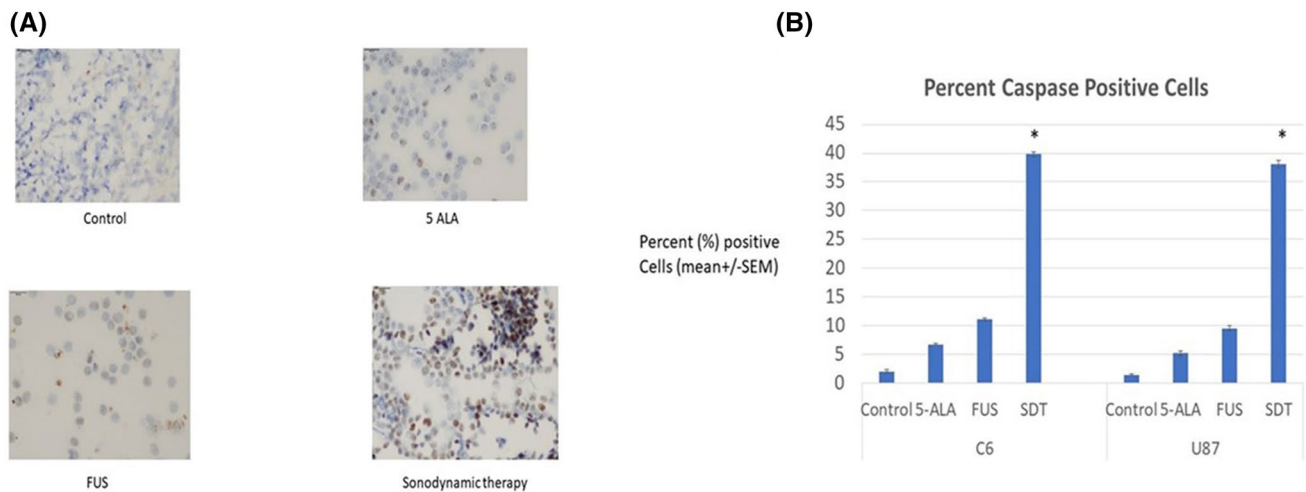 (A)
Control
5 ALA
FUS
Sonodynamic therapy
(B)
Percent Caspase Positive Cells
Percent (%) positive
Cells (mean+/-SEM)
45
40
35
30
25
20
15
10
5
0
*
*
Control 5-ALA FUS SDT
Control 5-ALA FUS SDT
C6
U87